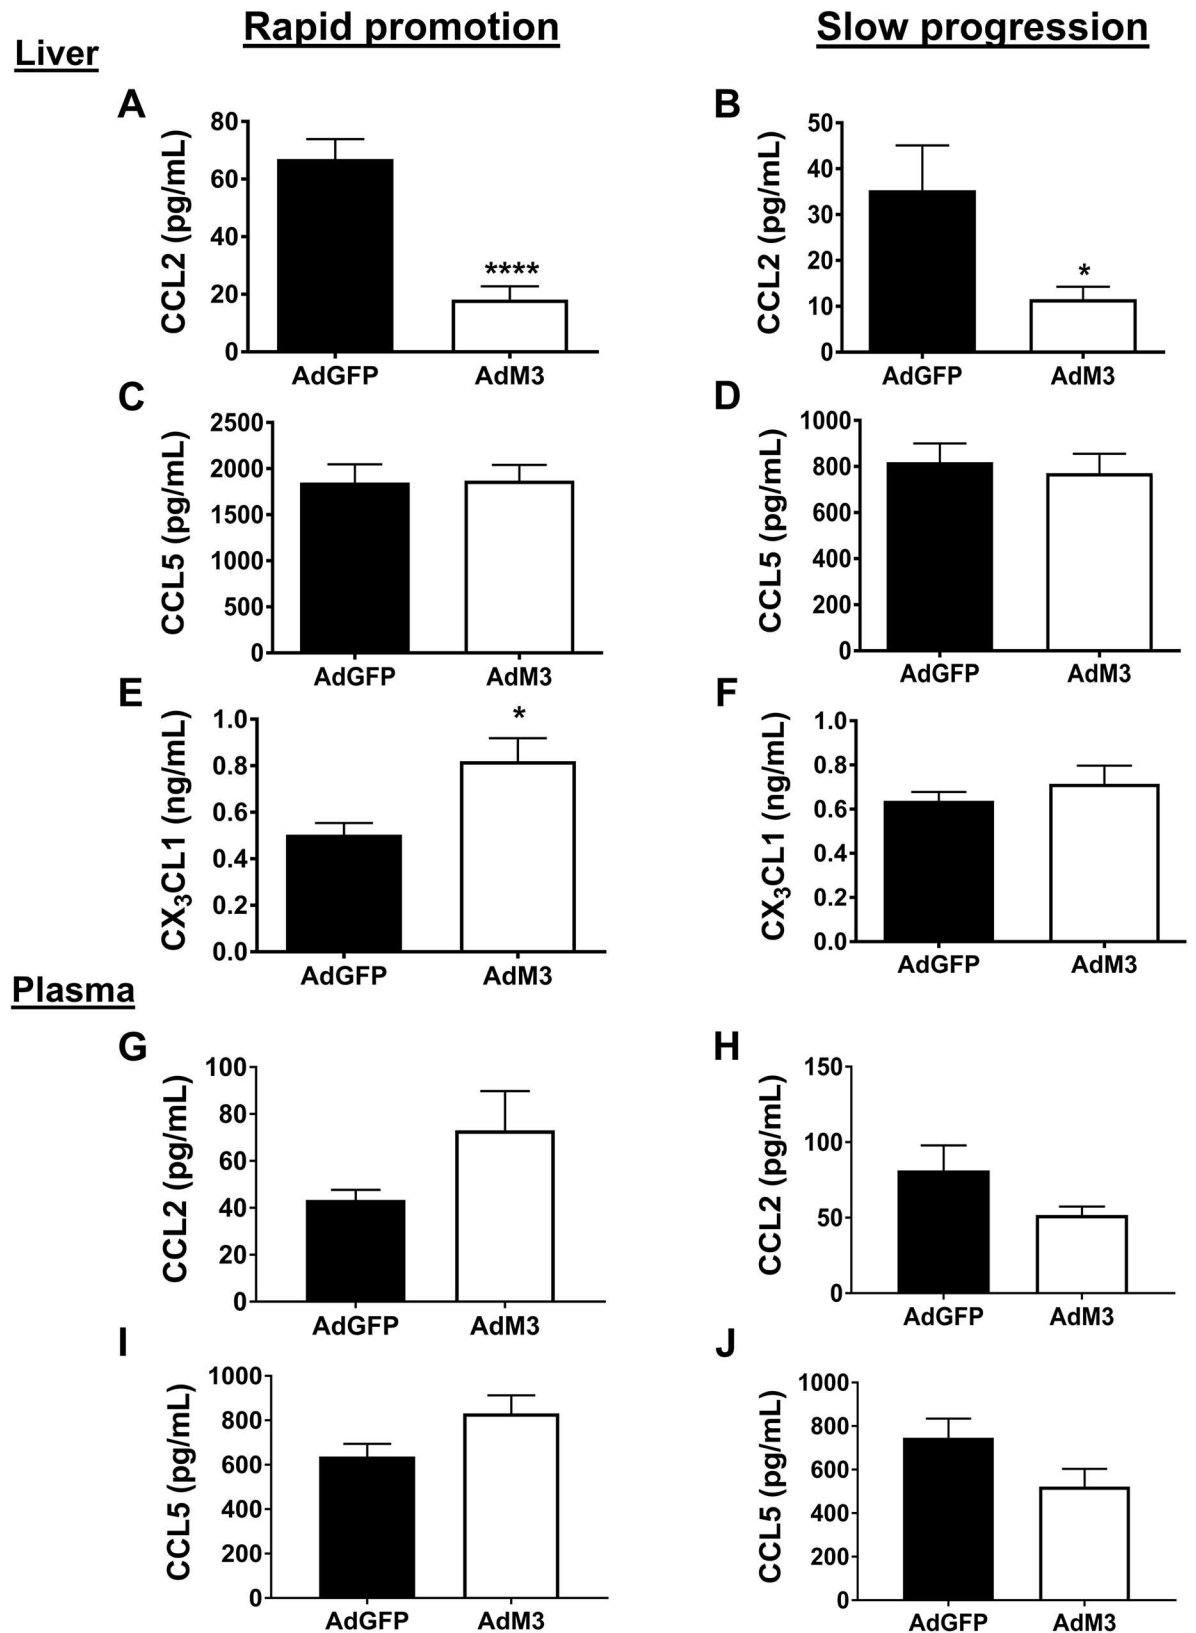 Rapid promotion
Slow progression
Liver
A
CCL2 (pg/mL)
80
60
40
20
0
****
AdGFP AdM3
B
CCL2 (pg/mL)
50
40
30
20
10
0
*
AdGFP AdM3
C
CCL5 (pg/mL)
2500
2000
1500
1000
500
0
AdGFP AdM3
D
CCL5 (pg/mL)
1000
800
600
400
200
0
AdGFP AdM3
E
CX₃CL1 (ng/mL)
1.0
0.8
0.6
0.4
0.2
0.0
*
AdGFP AdM3
F
CX₃CL1 (ng/mL)
1.0
0.8
0.6
0.4
0.2
0.0
AdGFP AdM3
Plasma
G
CCL2 (pg/mL)
100
80
60
40
20
0
AdGFP AdM3
H
CCL2 (pg/mL)
150
100
50
0
AdGFP AdM3
I
CCL5 (pg/mL)
1000
800
600
400
200
0
AdGFP AdM3
J
CCL5 (pg/mL)
1000
800
600
400
200
0
AdGFP AdM3